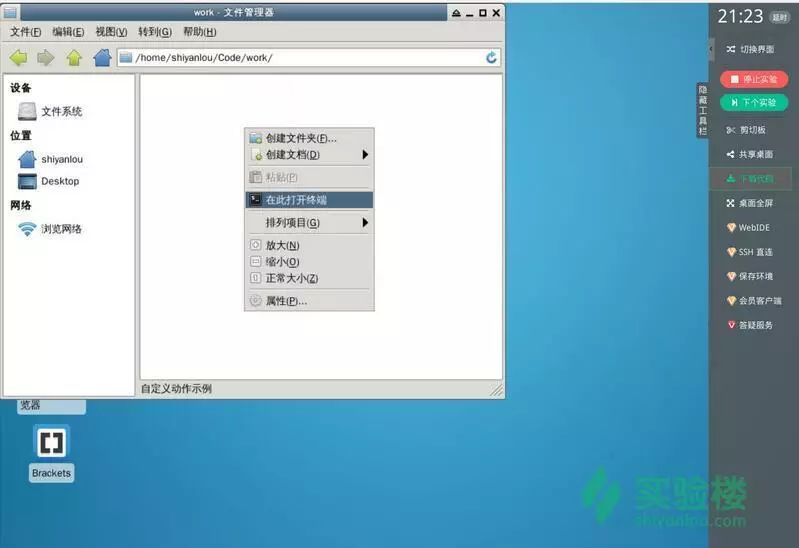 work - 文件管理器
文件(F) 编辑(E) 视图(V) 转到(G) 帮助(H)
/home/shiyanlou/Code/work/
设备
文件系统
位置
shiyanlou
Desktop
网络
浏览网络
创建文件夹(F)...
创建文档(D)
粘贴(P)
在此打开终端
排列项目(G)
放大(N)
缩小(O)
正常大小(Z)
属性(P)...
自定义动作示例
览器
Brackets
21:23 延时
切换界面
停止实验
下个实验
隐藏工具栏
剪切板
共享桌面
下载代码
桌面全屏
WebIDE
SSH 直连
保存环境
会员客户端
答疑服务
实验楼
shiyanlou.com